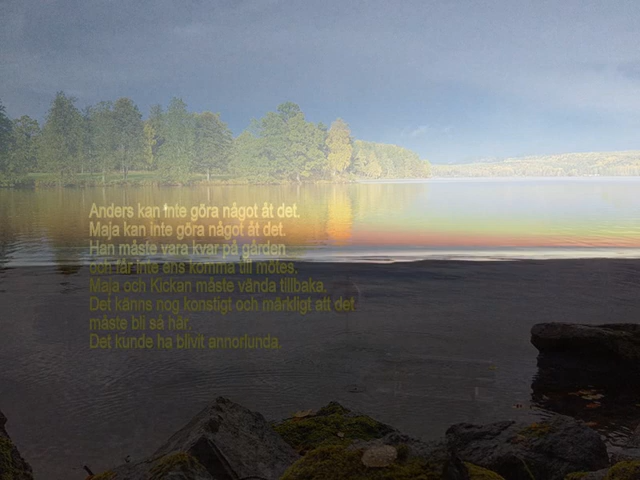 Anders kan inte göra något åt det.
Maja kan inte göra något åt det.
Han måste vara kvar på gården
och får inte ens komma till mötes.
Maja och Kickan måste vända tillbaka.
Det känns nog konstigt och märkligt att det
måste bli så här.
Det kunde ha blivit annorlunda.